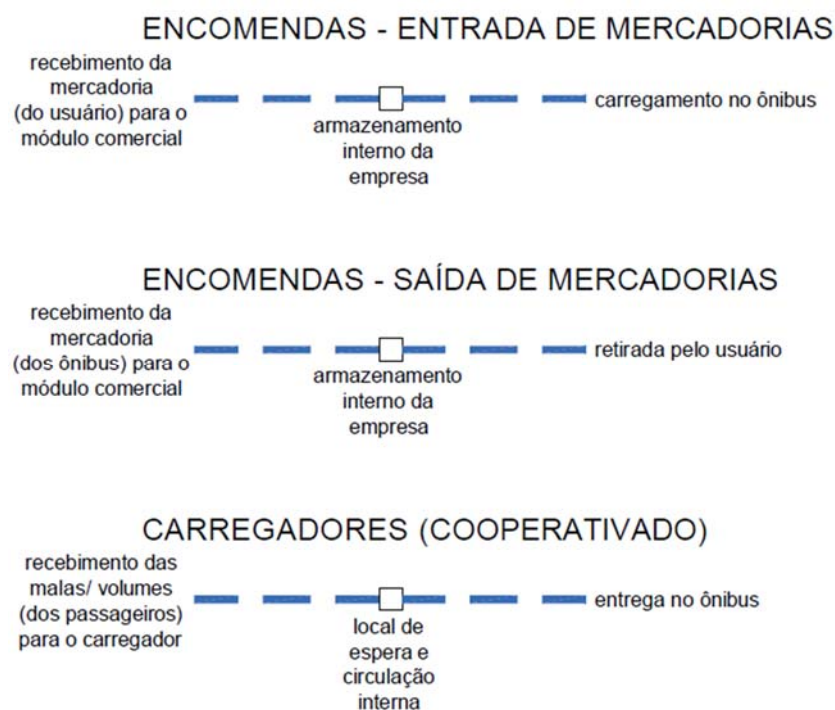 ENCOMENDAS - ENTRADA DE MERCADORIAS
recebimento da
mercadoria
(do usuário) para o
módulo comercial
armazenamento
interno da
empresa
carregamento no ônibus
ENCOMENDAS - SAÍDA DE MERCADORIAS
recebimento da
mercadoria
(dos ônibus) para o
módulo comercial
armazenamento
interno da
empresa
retirada pelo usuário
CARREGADORES (COOPERATIVADO)
recebimento das
malas/ volumes
(dos passageiros)
para o carregador
local de
espera e
circulação
interna
entrega no ônibus